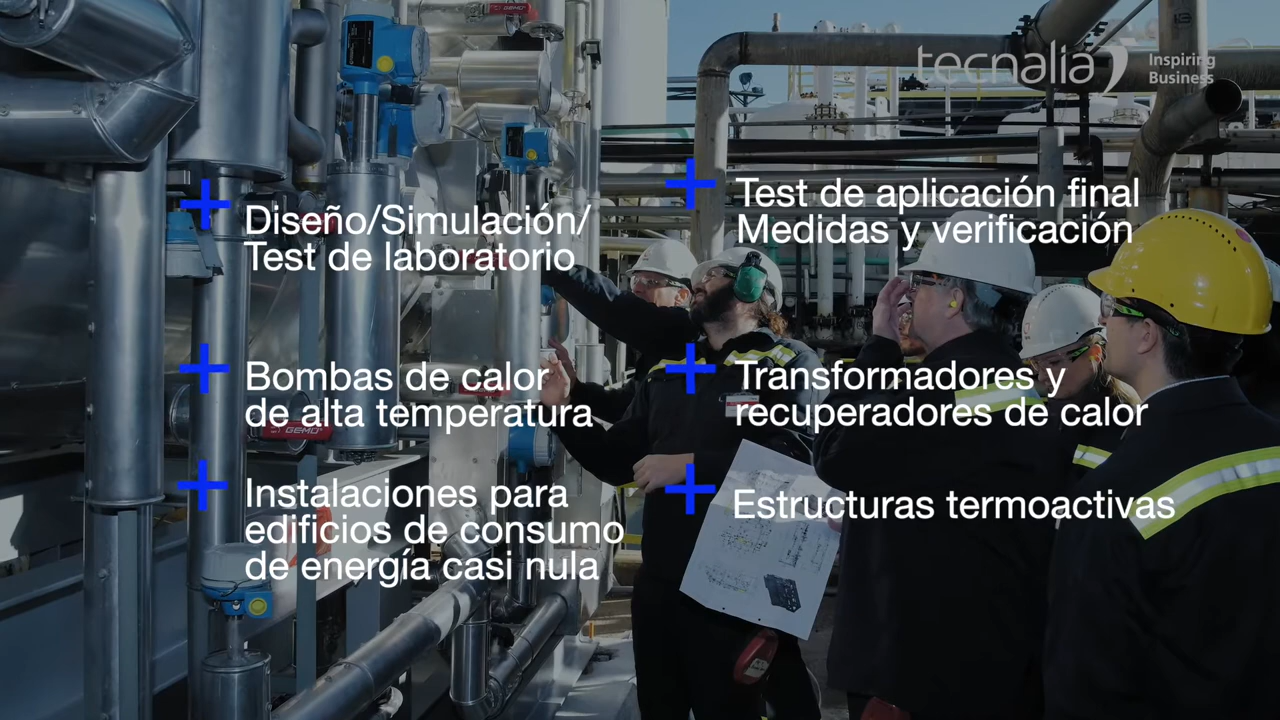 tecnalia
Inspiring
Business
Diseño/Simulación/
Test de laboratorio
Test de aplicación final
Medidas y verificación
Bombas de calor
de alta temperatura
Transformadores y
recuperadores de calor
Instalaciones para
edificios de consumo
de energía casi nula
Estructuras termoactivas
GEMÜ
GEMÜ